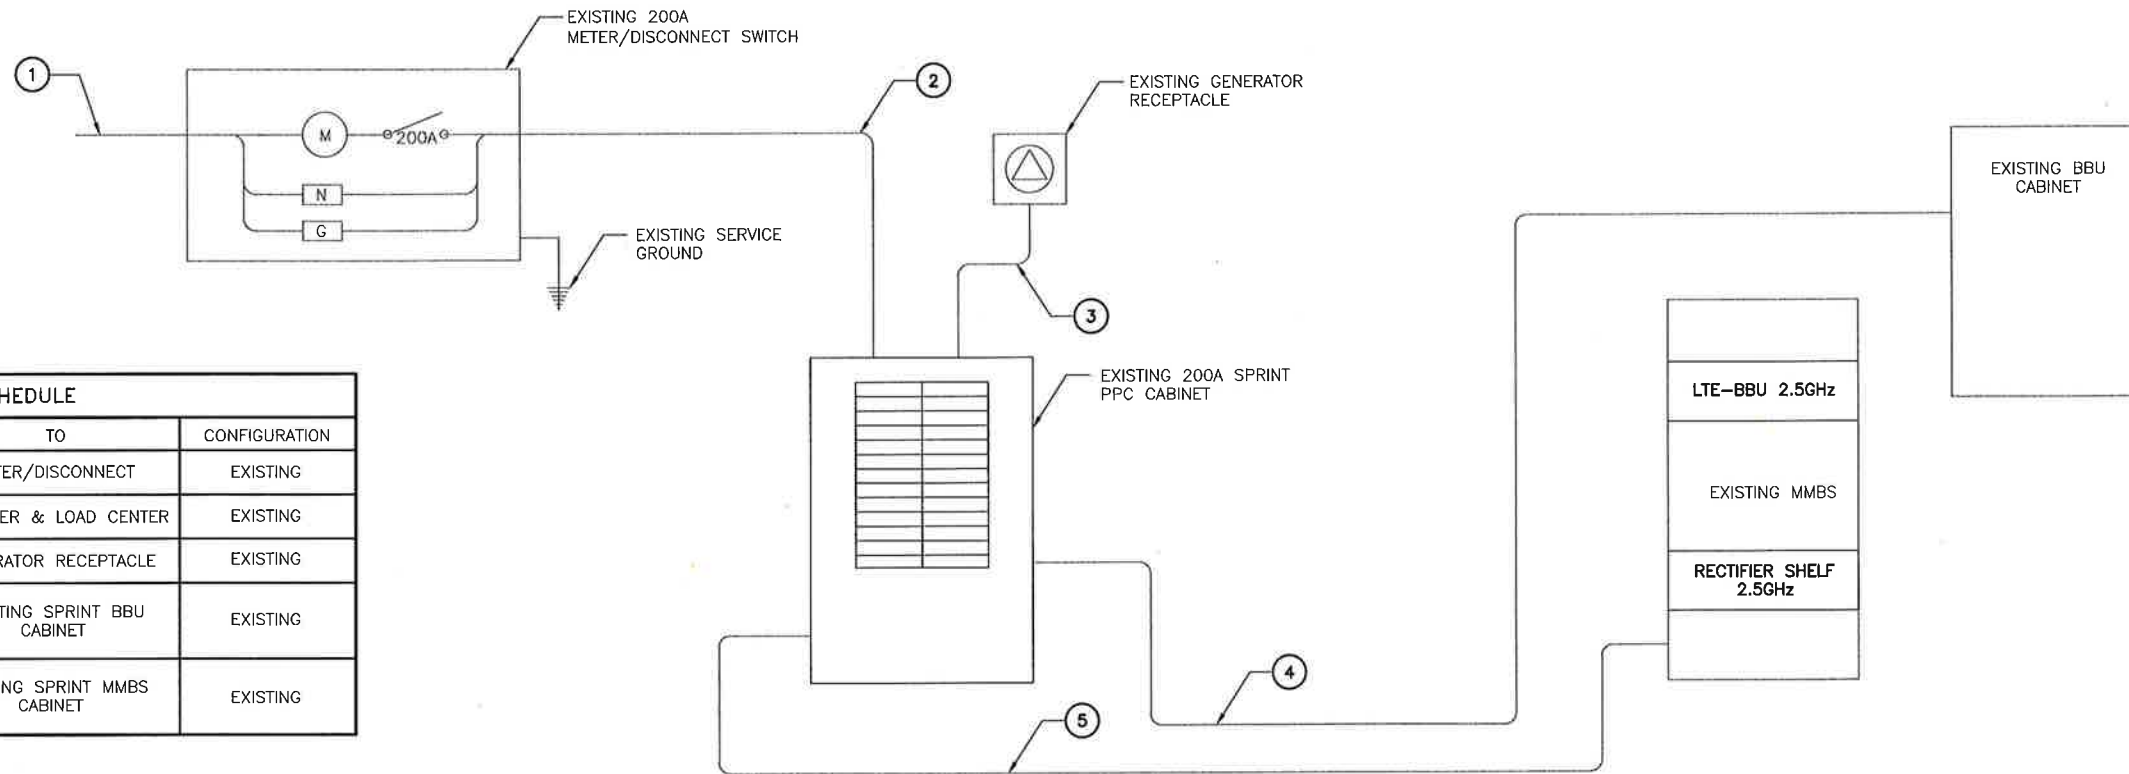 EXISTING 200A
METER/DISCONNECT SWITCH
1
M
200A
N
G
EXISTING SERVICE
GROUND
2
EXISTING GENERATOR
RECEPTACLE
3
EXISTING 200A SPRINT
PPC CABINET
EXISTING BBU
CABINET
LTE-BBU 2.5GHz
EXISTING MMBS
RECTIFIER SHELF
2.5GHz
4
5
HEDULE
TO CONFIGURATION
TER/DISCONNECT EXISTING
ER & LOAD CENTER EXISTING
RATOR RECEPTACLE EXISTING
TING SPRINT BBU
CABINET
EXISTING
NG SPRINT MMBS
CABINET
EXISTING